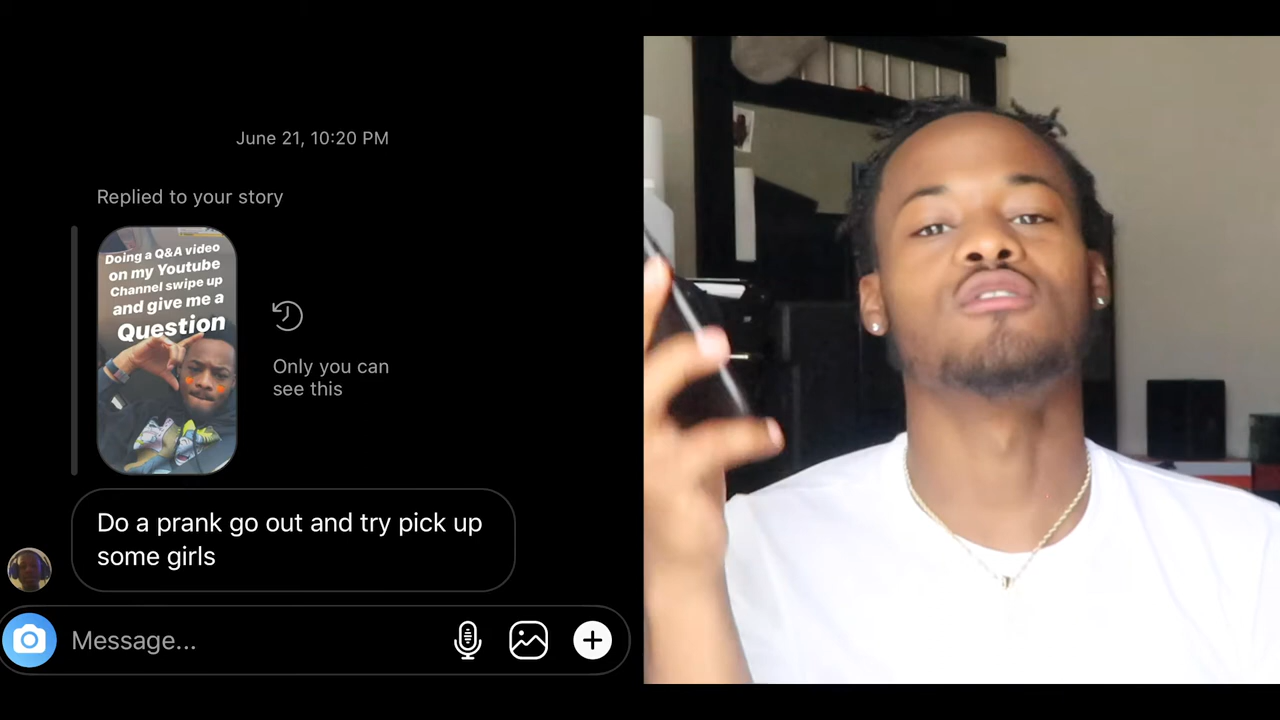 June 21, 10:20 PM
Replied to your story
Doing a Q&A video
on my Youtube
Channel swipe up
and give me a
Question
Only you can
see this
Do a prank go out and try pick up
some girls
Message...